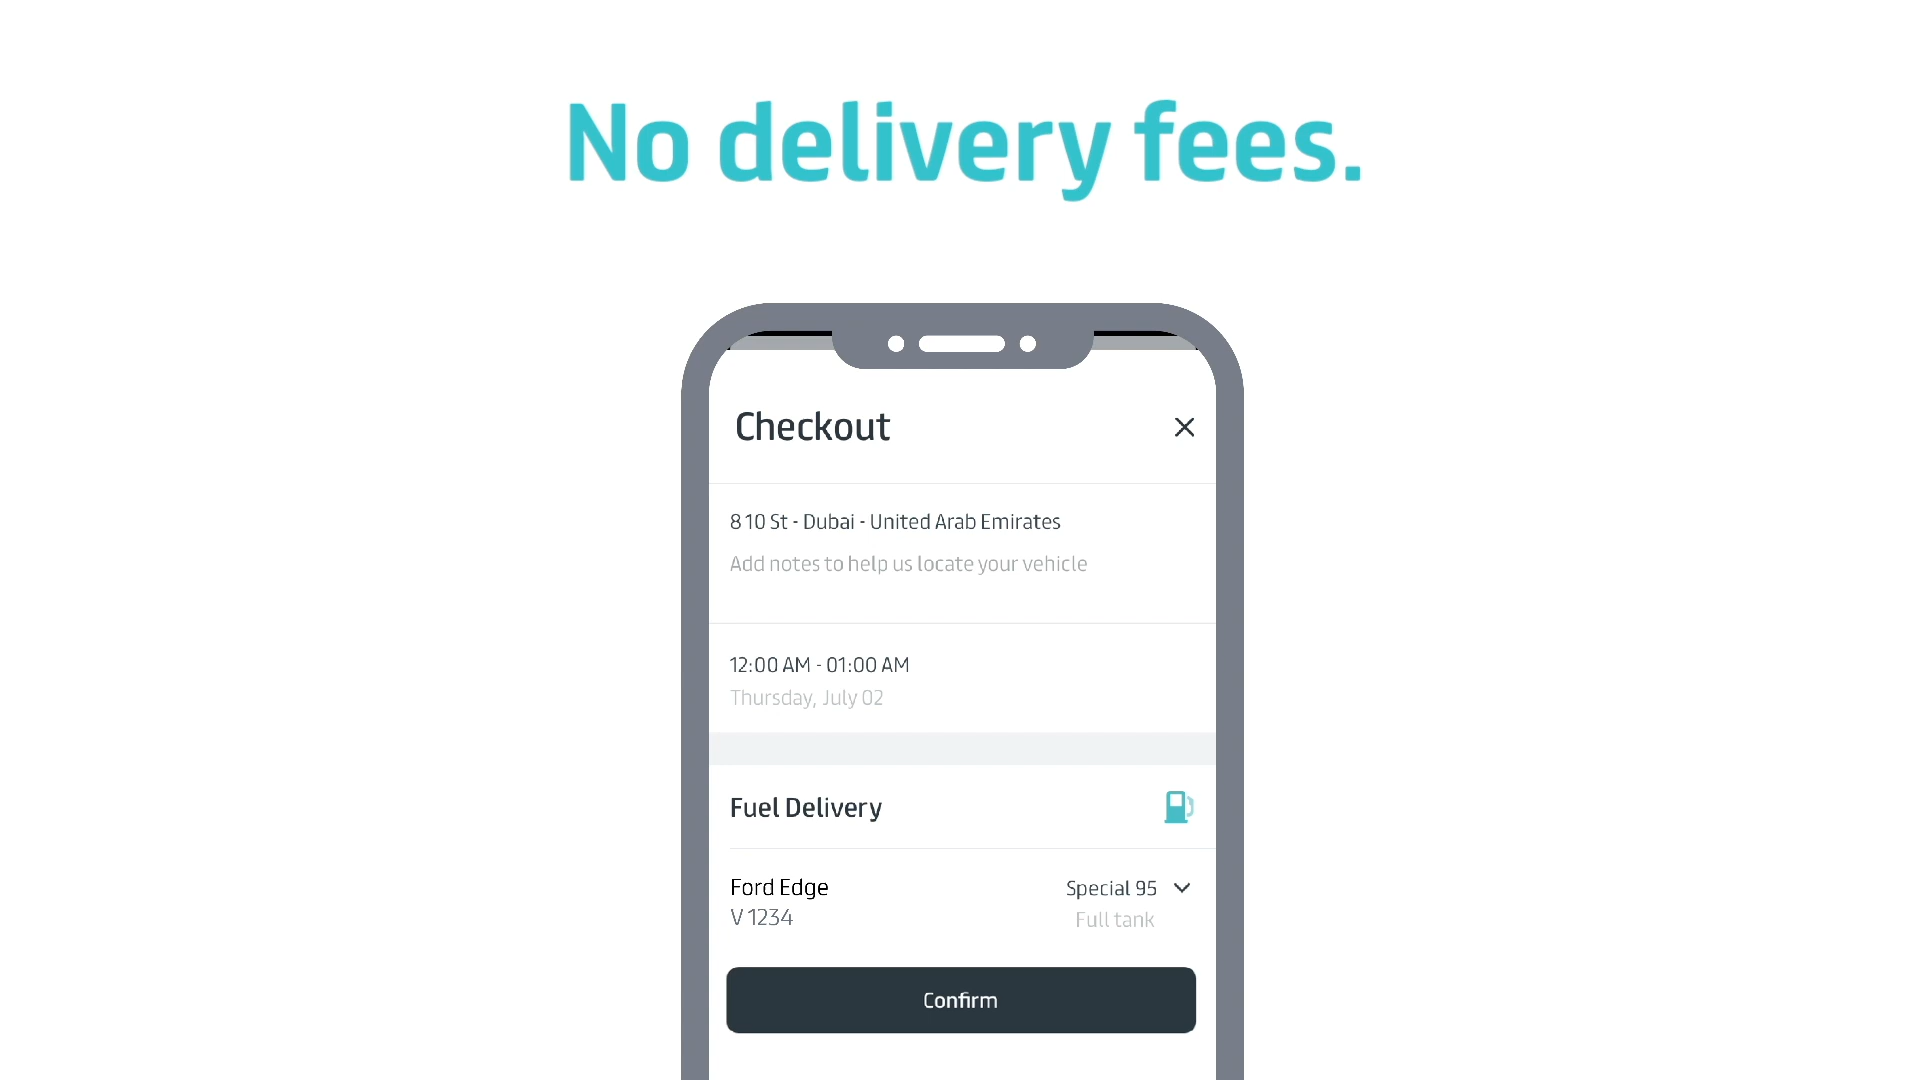 No delivery fees.
Checkout
8 10 St - Dubai - United Arab Emirates
Add notes to help us locate your vehicle
12:00 AM - 01:00 AM
Thursday, July 02
Fuel Delivery
Ford Edge
Special 95
V 1234
Full tank
Confirm